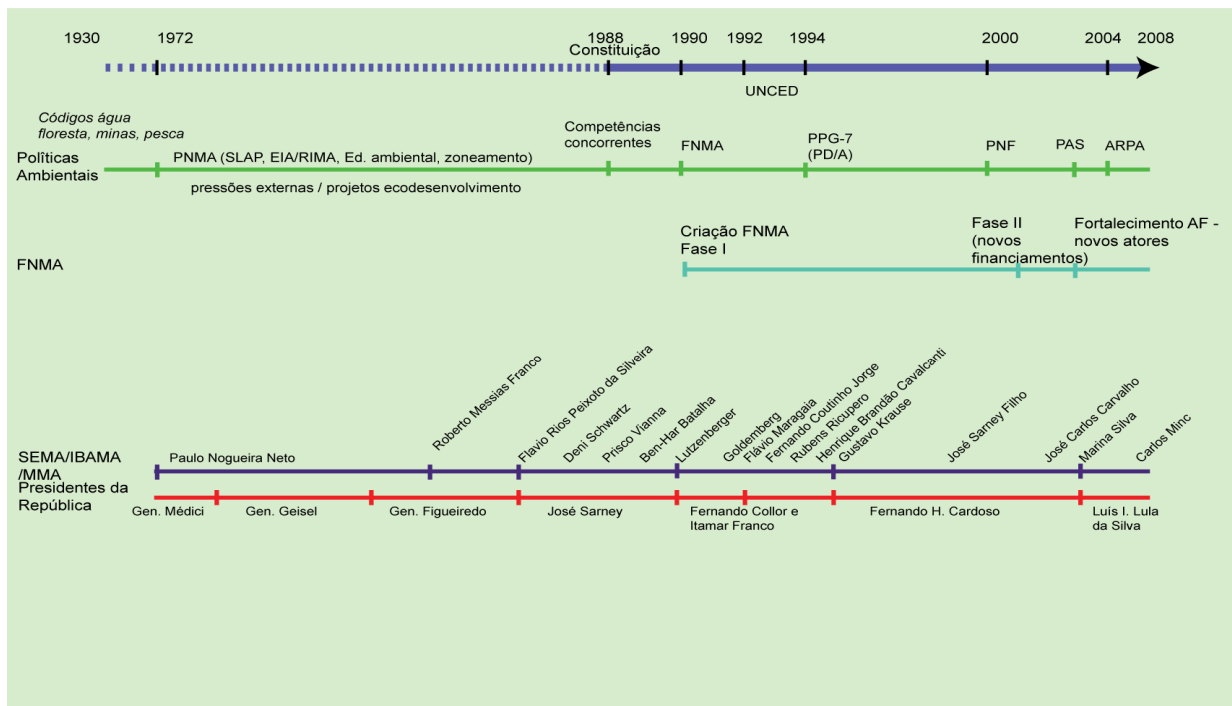 1930
1972
1988
1990
1992
1994
2000
2004
2008
Constituição
UNCED
Códigos água
floresta, minas, pesca
Políticas
Ambientais
PNMA (SLAP, EIA/RIMA, Ed. ambiental, zoneamento)
pressões externas / projetos ecodesenvolvimento
Competências
concorrentes
FNMA
PPG-7
(PD/A)
PNF
PAS
ARPA
FNMA
Criação FNMA
Fase I
Fase II
(novos
financiamentos)
Fortalecimento AF -
novos atores
SEMA/IBAMA
/MMA
Paulo Nogueira Neto
Roberto Messias Franco
Flavio Rios Peixoto da Silveira
Deni Schwartz
Prisco Vianna
Ben-Har Batalha
Lutzenberger
Goldemberg
Flávio Maragaia
Fernando Coutinho Jorge
Rubens Ricupero
Henrique Brandão Cavalcanti
Gustavo Krause
José Sarney Filho
José Carlos Carvalho
Marina Silva
Carlos Minc
Presidentes da
República
Gen. Médici
Gen. Geisel
Gen. Figueiredo
José Sarney
Fernando Collor e
Itamar Franco
Fernando H. Cardoso
Luís I. Lula
da Silva